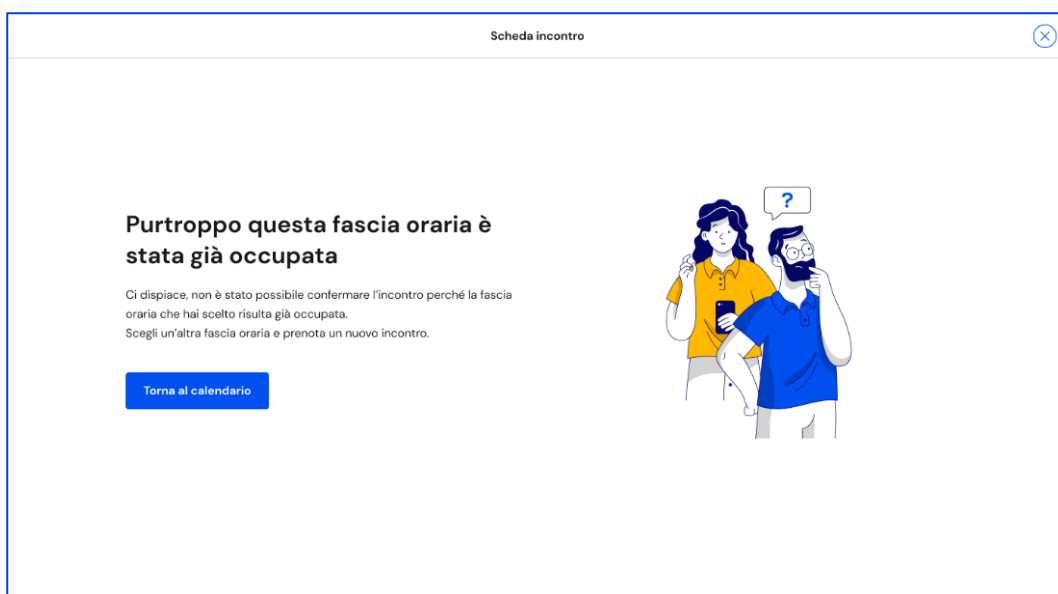 Scheda incontro
?
Purtroppo questa fascia oraria è
stata già occupata
Ci dispiace, non è stato possibile confermare l'incontro perché la fascia
oraria che hai scelto risulta già occupata.
Scegli un'altra fascia oraria e prenota un nuovo incontro.
Torna al calendario